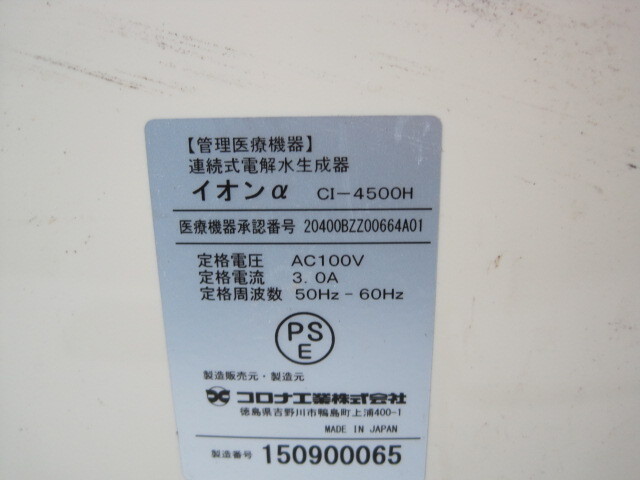 【管理医療機器】
連続式電解水生成器
イオンα CI-4500H
医療機器承認番号 20400BZZ00664A01
定格電圧 AC100V
定格電流 3.0A
定格周波数 50Hz-60Hz
PS
E
製造販売元・製造元
コロナ工業株式会社
徳島県吉野川市鴨島町上浦400-1
MADE IN JAPAN
製造番号 150900065